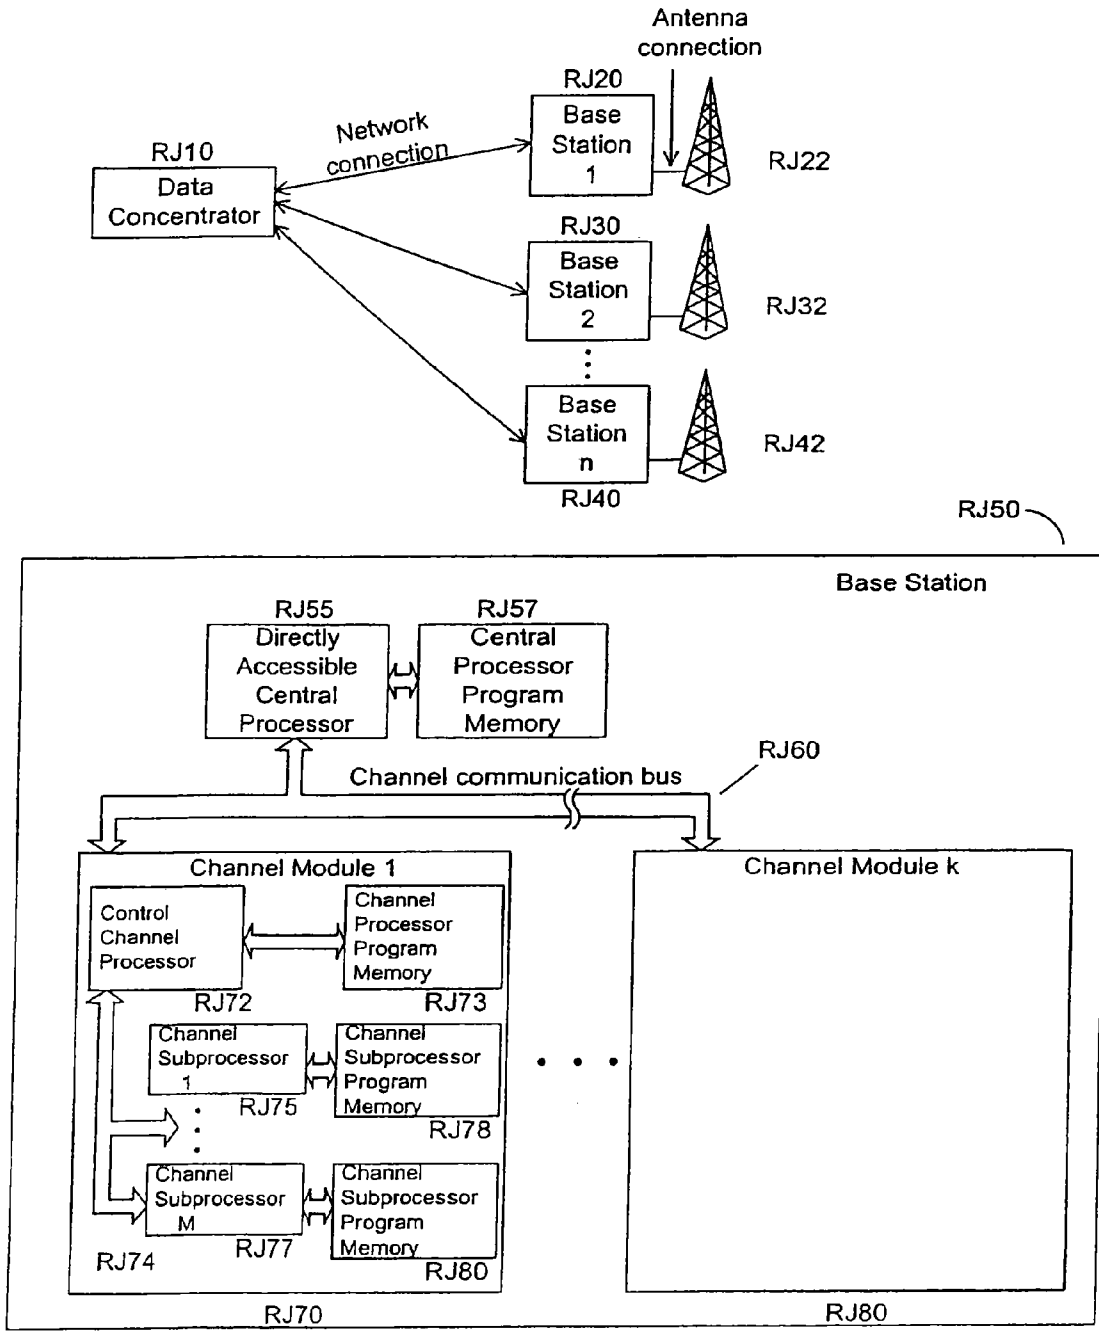 Antenna
connection
RJ20
Base
Station
1
RJ22
Network
connection
RJ10
Data
Concentrator
RJ30
Base
Station
2
RJ32
Base
Station
n
RJ40
RJ42
RJ50
Base Station
RJ55
Directly
Accessible
Central
Processor
RJ57
Central
Processor
Program
Memory
RJ60
Channel communication bus
Channel Module 1
Control
Channel
Processor
RJ72
Channel
Processor
Program
Memory
RJ73
Channel
Subprocessor
1
RJ75
Channel
Subprocessor
Program
Memory
RJ78
Channel
Subprocessor
M
RJ77
Channel
Subprocessor
Program
Memory
RJ80
RJ74
RJ70
Channel Module k
RJ80